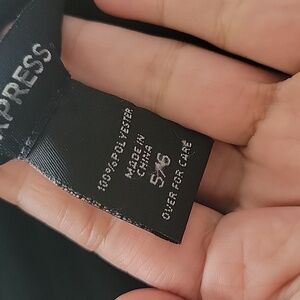 XPRESS
100%POLYESTER
MADE IN
CHINA
5/6
OVER FOR CARE